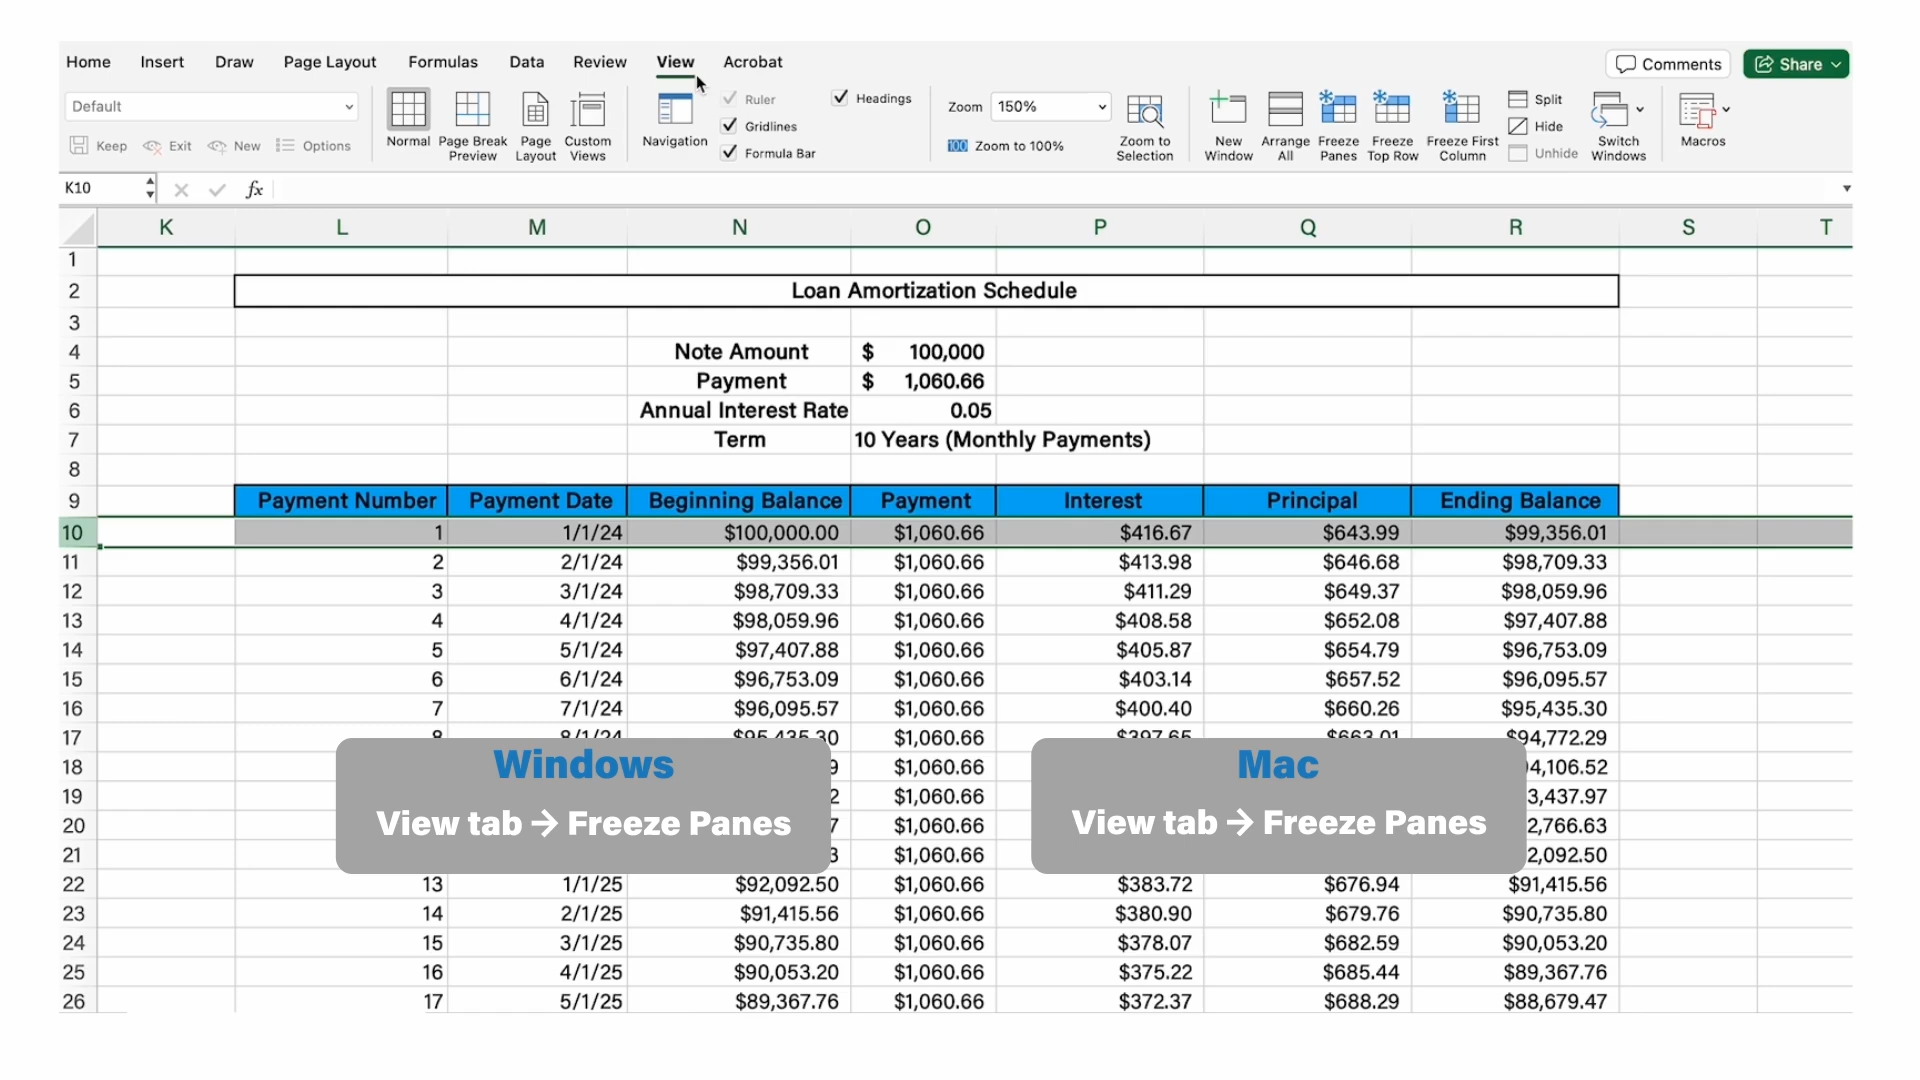 Home Insert Draw Page Layout Formulas Data Review View Acrobat Comments Share
Default Ruler Headings Zoom 150% Split
Gridlines Hide
Keep Exit New Options Normal Page Break Preview Page Layout Custom Views Navigation Formula Bar 100 Zoom to 100% Zoom to Selection New Window Arrange All Freeze Panes Freeze Top Row Freeze First Column Unhide Switch Windows Macros
K10 fx
K L M N O P Q R S T
1
2 Loan Amortization Schedule
3
4 Note Amount $ 100,000
5 Payment $ 1,060.66
6 Annual Interest Rate 0.05
7 Term 10 Years (Monthly Payments)
8
9 Payment Number Payment Date Beginning Balance Payment Interest Principal Ending Balance
10 1 1/1/24 $100,000.00 $1,060.66 $416.67 $643.99 $99,356.01
11 2 2/1/24 $99,356.01 $1,060.66 $413.98 $646.68 $98,709.33
12 3 3/1/24 $98,709.33 $1,060.66 $411.29 $649.37 $98,059.96
13 4 4/1/24 $98,059.96 $1,060.66 $408.58 $652.08 $97,407.88
14 5 5/1/24 $97,407.88 $1,060.66 $405.87 $654.79 $96,753.09
15 6 6/1/24 $96,753.09 $1,060.66 $403.14 $657.52 $96,095.57
16 7 7/1/24 $96,095.57 $1,060.66 $400.40 $660.26 $95,435.30
17 8 8/1/24 $95,435.30 $1,060.66 $397.65 $663.01 $94,772.29
18 $1,060.66
19 $1,060.66
20 $1,060.66
21 $1,060.66
Windows
View tab → Freeze Panes
Mac
View tab → Freeze Panes
22 13 1/1/25 $92,092.50 $1,060.66 $383.72 $676.94 $91,415.56
23 14 2/1/25 $91,415.56 $1,060.66 $380.90 $679.76 $90,735.80
24 15 3/1/25 $90,735.80 $1,060.66 $378.07 $682.59 $90,053.20
25 16 4/1/25 $90,053.20 $1,060.66 $375.22 $685.44 $89,367.76
26 17 5/1/25 $89,367.76 $1,060.66 $372.37 $688.29 $88,679.47